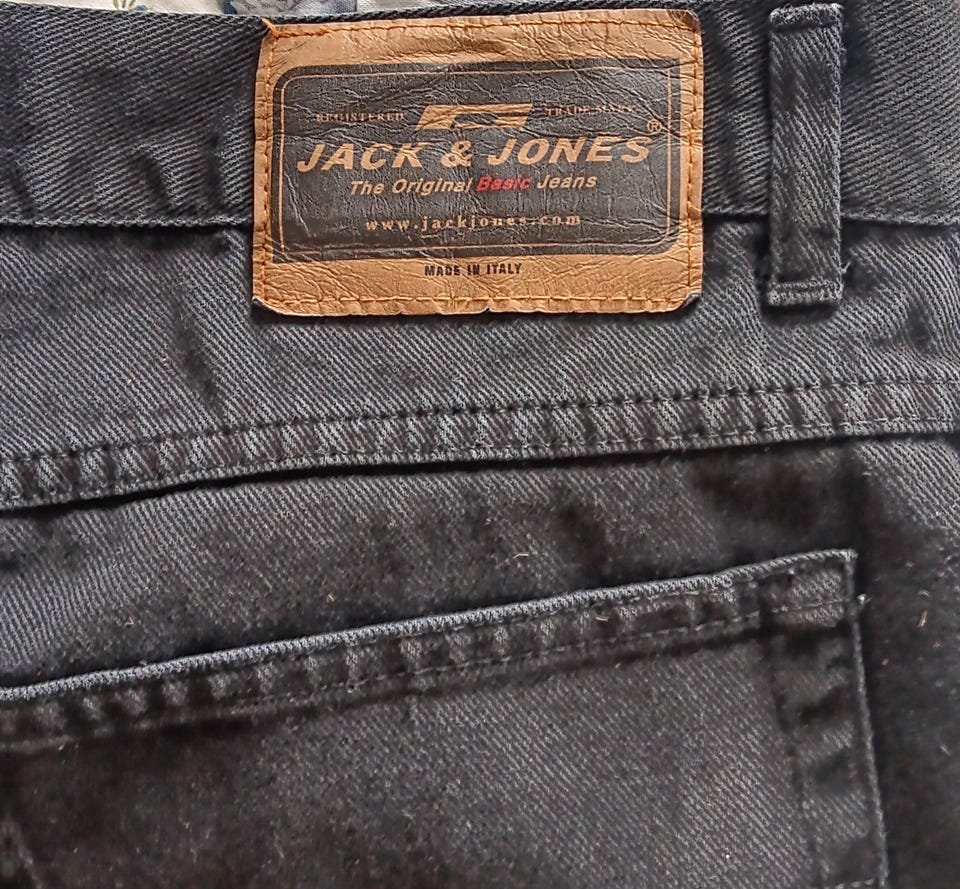 REGISTERED TRADE MARK
JACK & JONES®
The Original Basic Jeans
www.jackjones.com
MADE IN ITALY